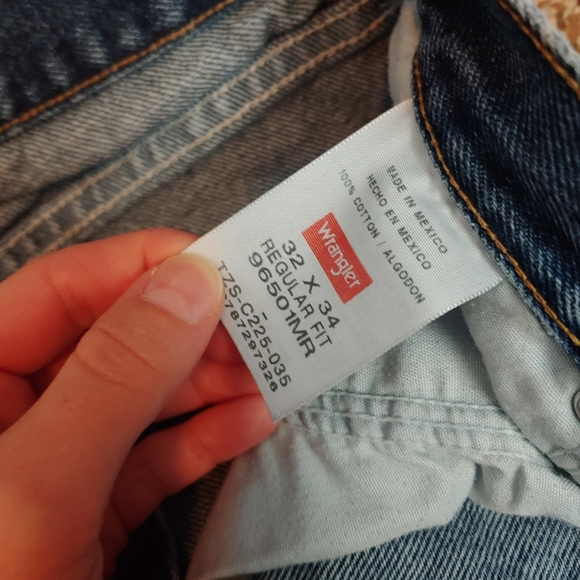 MADE IN MEXICO
HECHO EN MEXICO
100% COTTON / ALGODON
Wrangler
32 X 34
REGULAR FIT
96501MR
TZS-C225-035